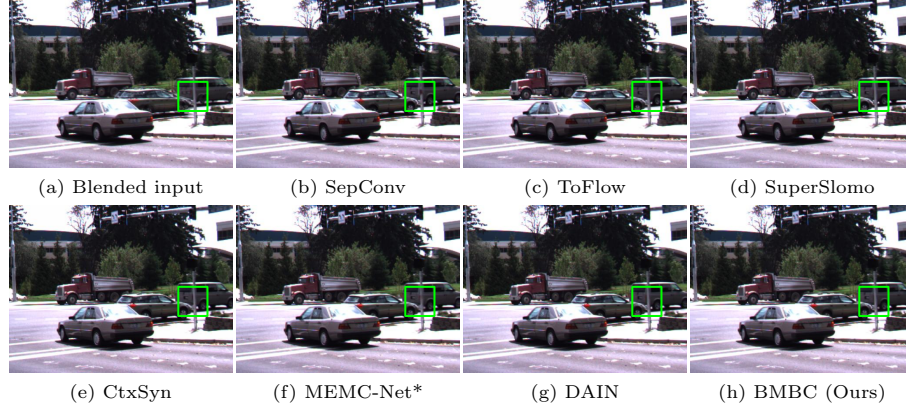 (a) Blended input
(b) SepConv
(c) ToFlow
(d) SuperSlomo
(e) CtxSyn
(f) MEMC-Net*
(g) DAIN
(h) BMBC (Ours)